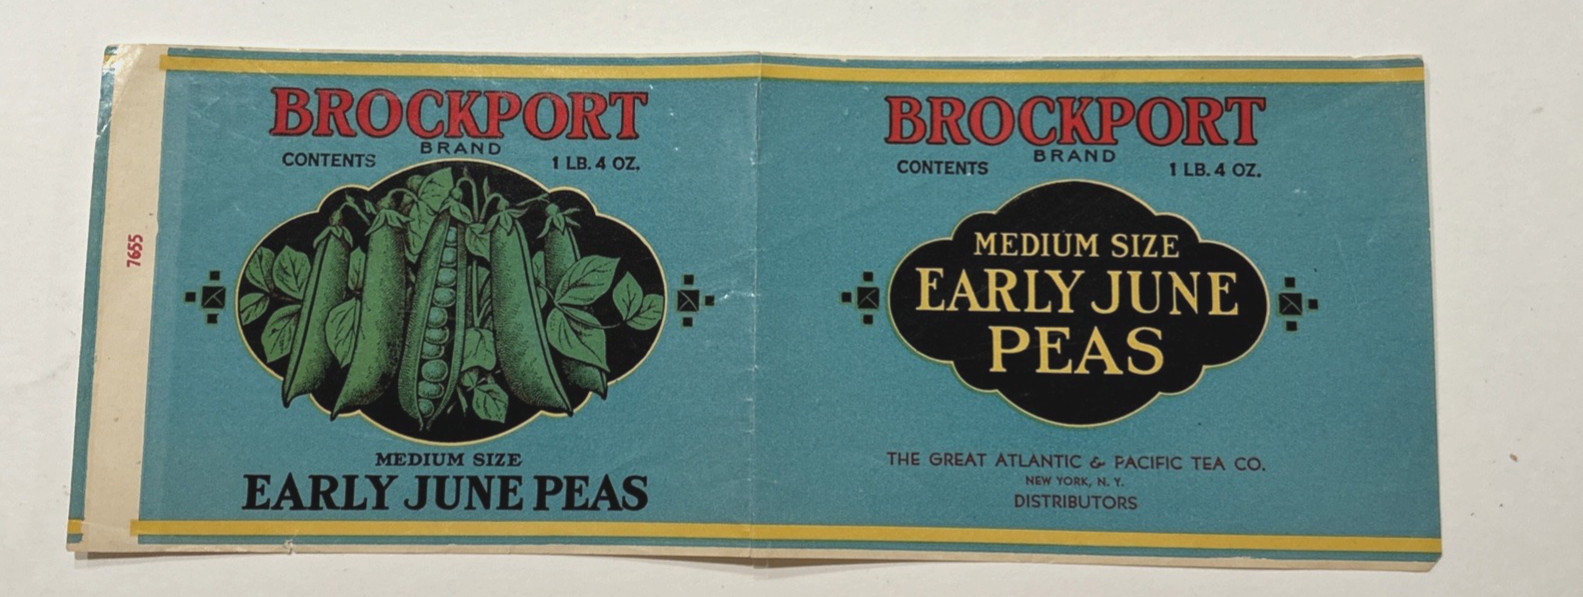 7655
BROCKPORT
BRAND
CONTENTS 1 LB. 4 OZ.
MEDIUM SIZE
EARLY JUNE PEAS
BROCKPORT
BRAND
CONTENTS 1 LB. 4 OZ.
MEDIUM SIZE
EARLY JUNE
PEAS
THE GREAT ATLANTIC & PACIFIC TEA CO.
NEW YORK, N. Y.
DISTRIBUTORS